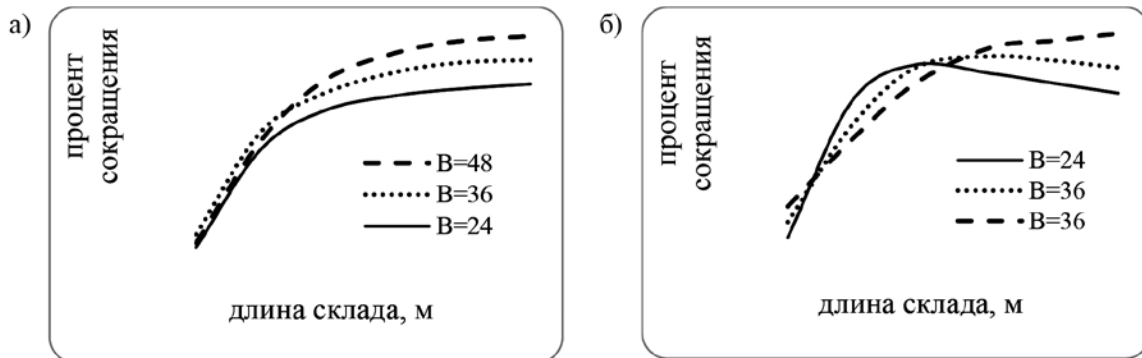 а)
процент
сокращения
В=48
В=36
В=24
длина склада, м
б)
процент
сокращения
В=24
В=36
В=36
длина склада, м